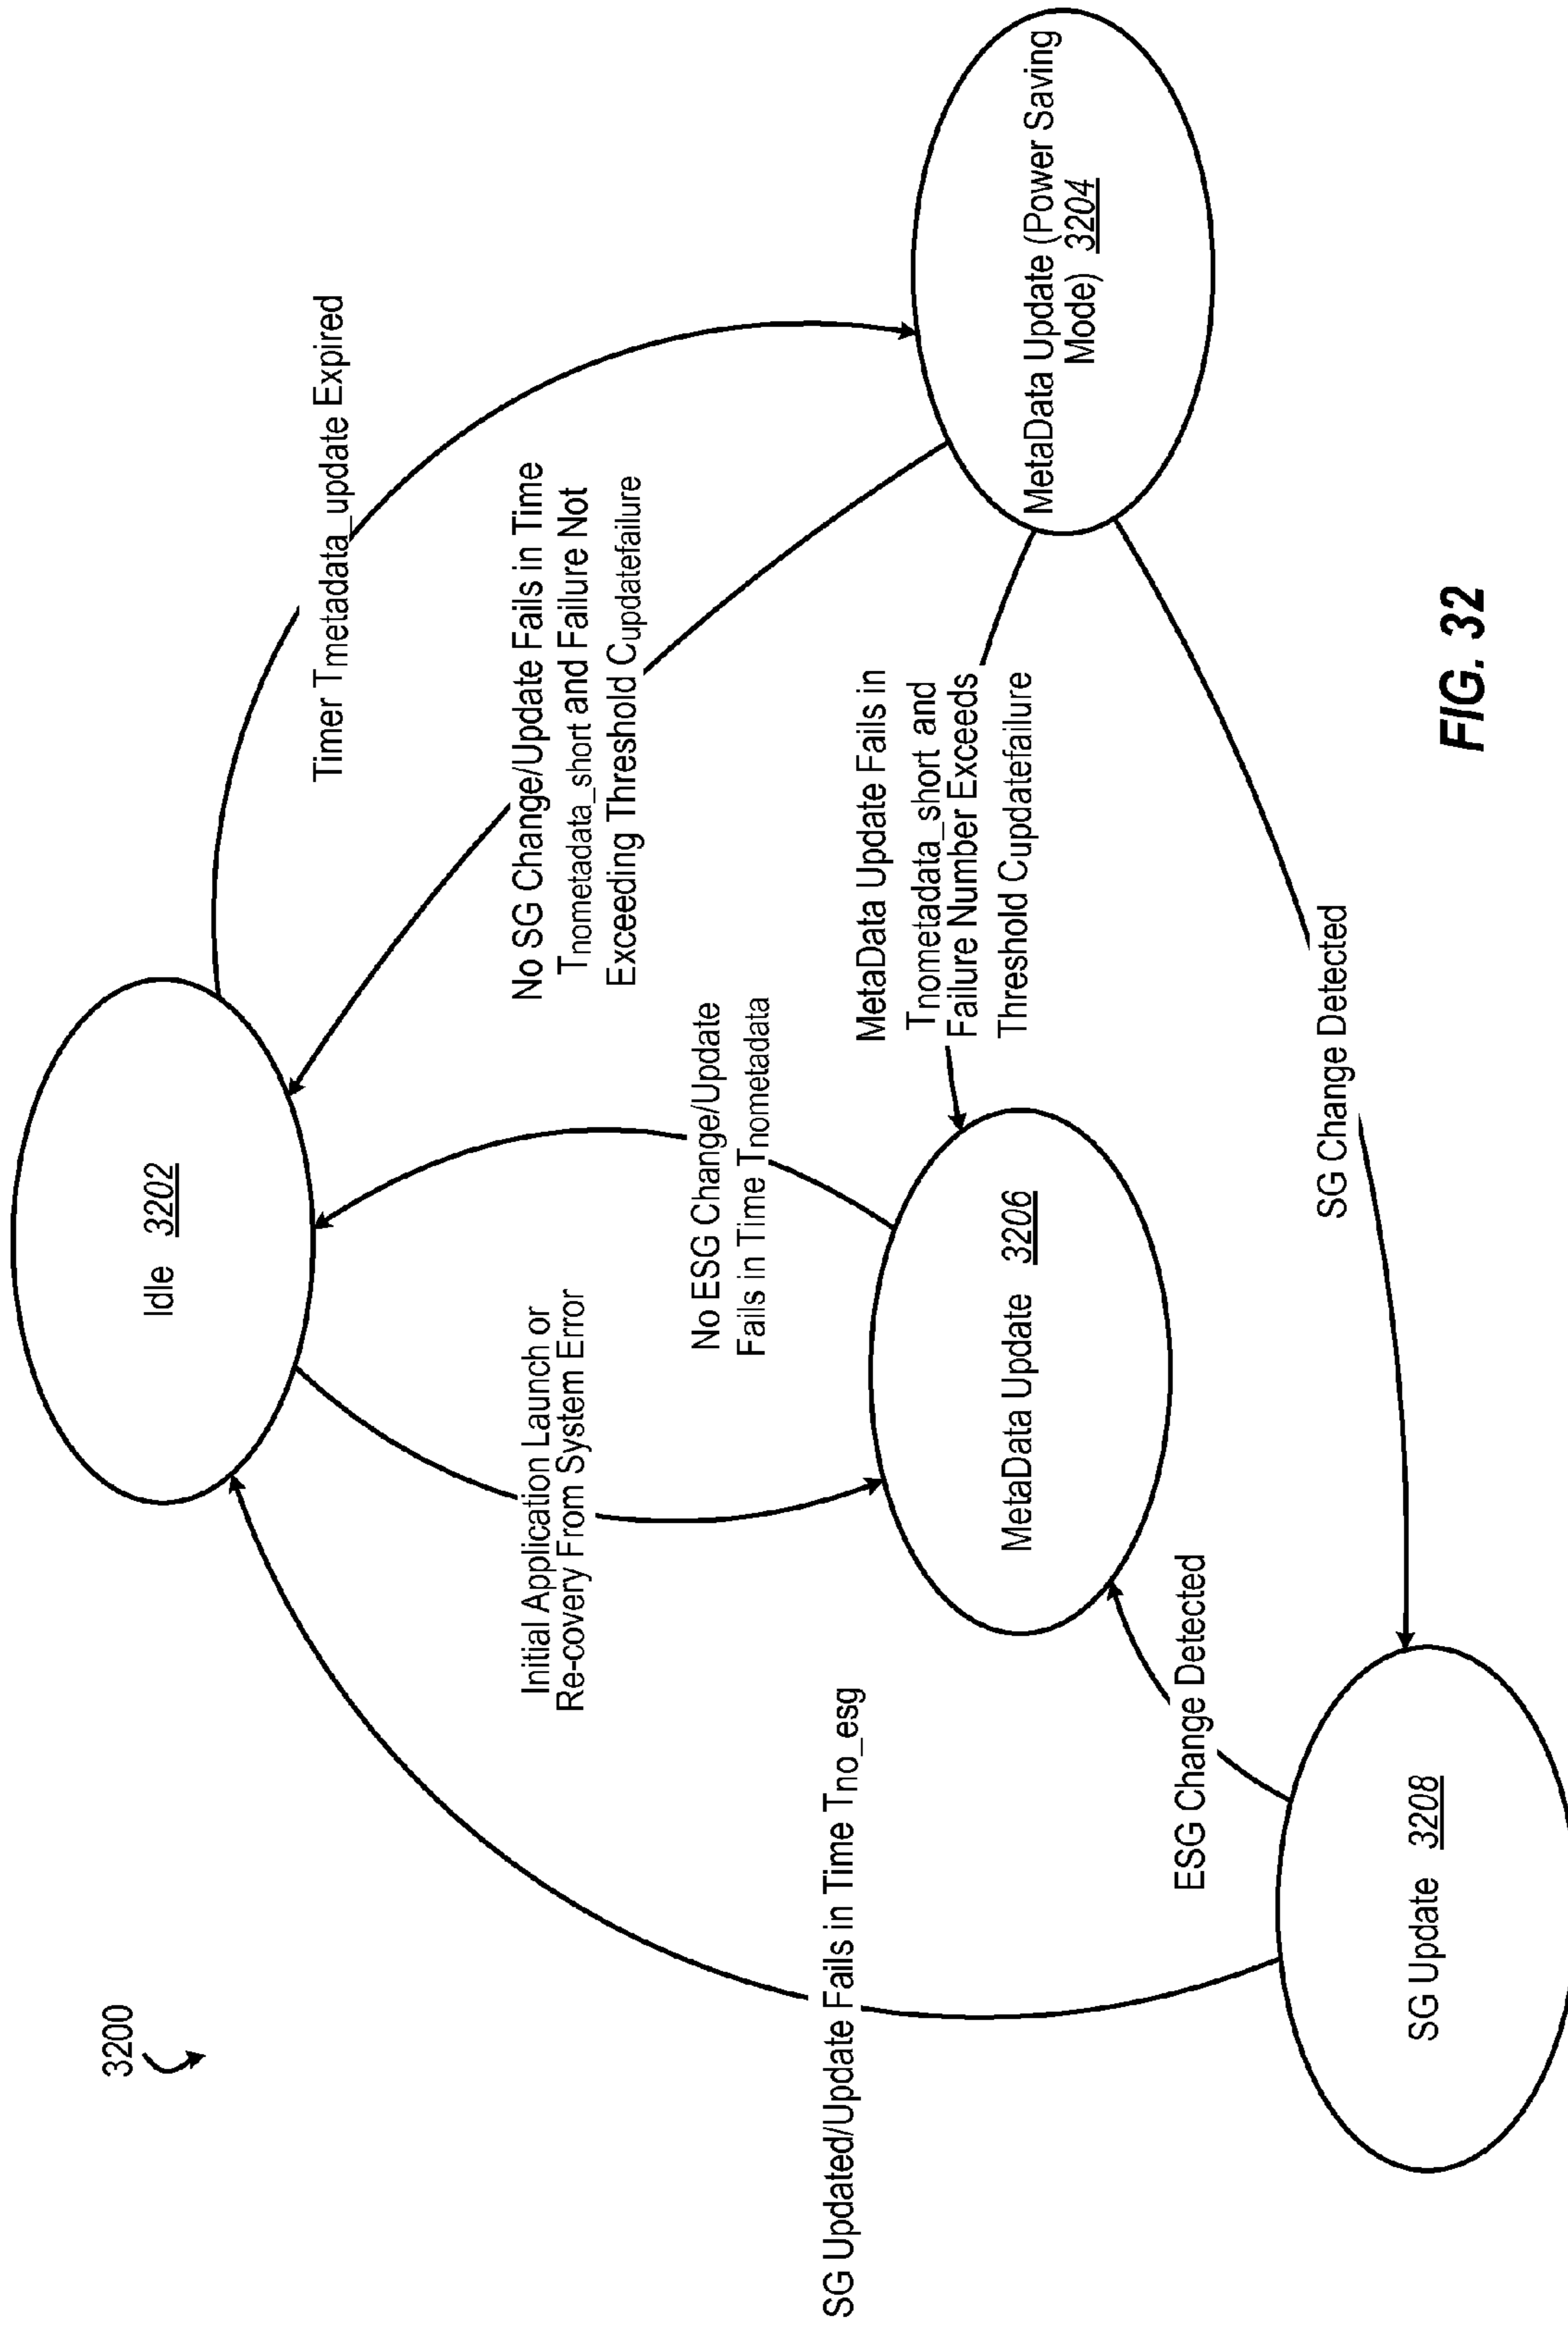 3200
Idle 3202
Timer Tmetadata_update Expired
No SG Change/Update Fails in Time
Tnometadata_short and Failure Not
Exceeding Threshold Cupdatefailure
Initial Application Launch or
Re-covery From System Error
No ESG Change/Update
Fails in Time Tnometadata
SG Updated/Update Fails in Time Tno_esg
MetaData Update Fails in
Tnometadata_short and
Failure Number Exceeds
Threshold Cupdatefailure
MetaData Update (Power Saving
Mode) 3204
MetaData Update 3206
ESG Change Detected
SG Change Detected
SG Update 3208
FIG. 32